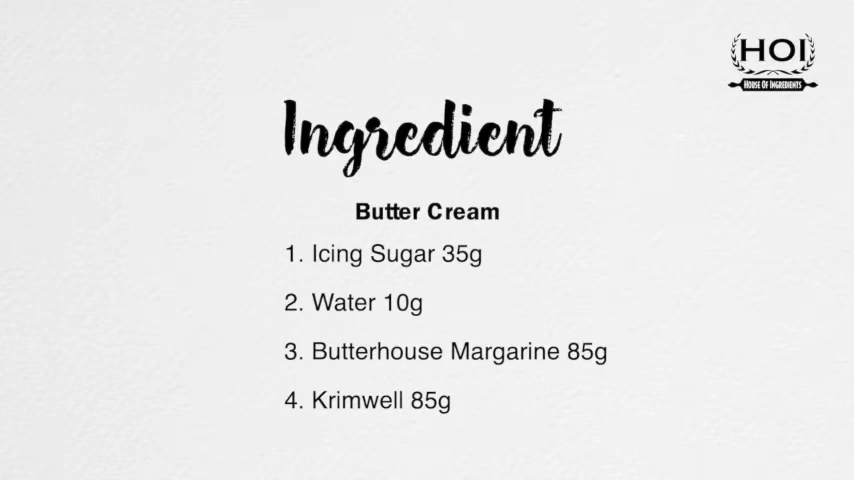 HOI
HOUSE OF INGREDIENTS
Ingredient
Butter Cream
1. Icing Sugar 35g
2. Water 10g
3. Butterhouse Margarine 85g
4. Krimwell 85g